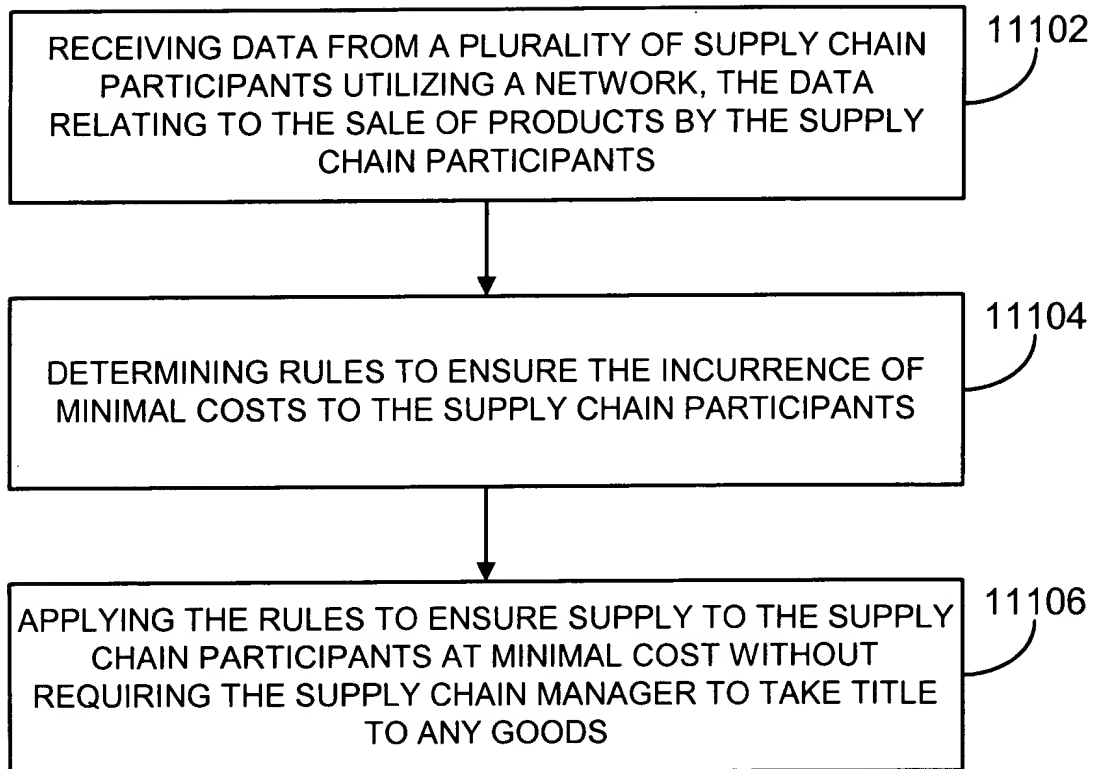 RECEIVING DATA FROM A PLURALITY OF SUPPLY CHAIN
PARTICIPANTS UTILIZING A NETWORK, THE DATA
RELATING TO THE SALE OF PRODUCTS BY THE SUPPLY
CHAIN PARTICIPANTS
11102
DETERMINING RULES TO ENSURE THE INCURRENCE OF
MINIMAL COSTS TO THE SUPPLY CHAIN PARTICIPANTS
11104
APPLYING THE RULES TO ENSURE SUPPLY TO THE SUPPLY
CHAIN PARTICIPANTS AT MINIMAL COST WITHOUT
REQUIRING THE SUPPLY CHAIN MANAGER TO TAKE TITLE
TO ANY GOODS
11106